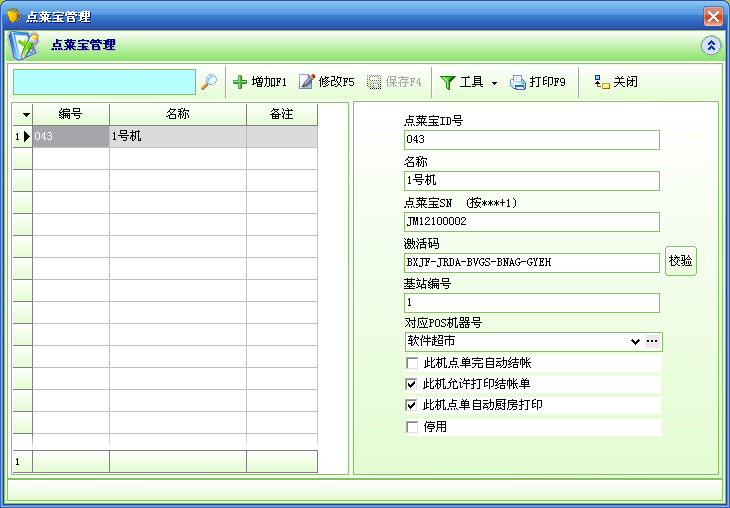 点菜宝管理
点菜宝管理
增加F1 修改F5 保存F4 工具 打印F9 关闭
编号 名称 备注
1 043 1号机
1
点菜宝ID号
043
名称
1号机
点菜宝SN (按***+1)
JM12100002
激活码
BXJF-JRDA-BVGS-BNAG-GYEH 校验
基站编号
1
对应POS机器号
软件超市
此机点单完自动结帐
此机允许打印结帐单
此机点单自动厨房打印
停用